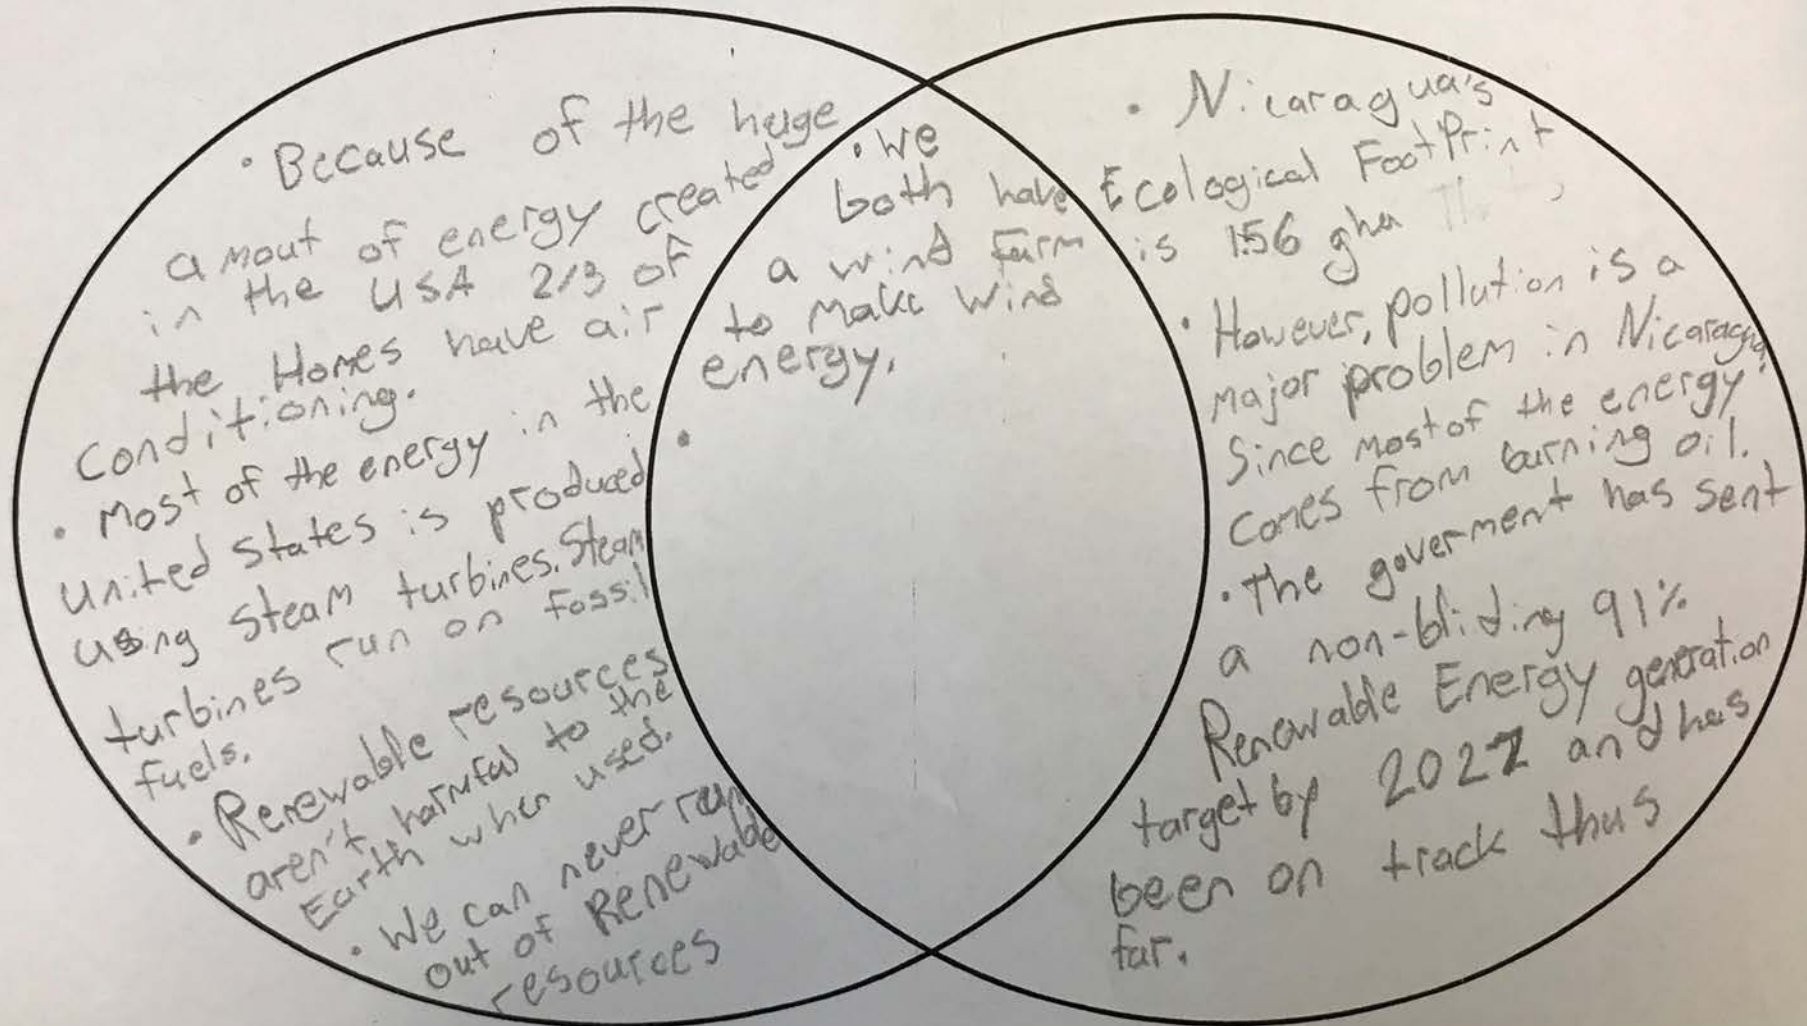 • Because of the huge
amout of energy created
in the USA 2/3 of
the Homes have air
Conditioning.
• Most of the energy in the
United States is produced
using Steam turbines. Steam
turbines run on Fossil
fuels.
• Renewable resources
aren't harmful to the
Earth when used.
• We can never run
out of Renewable
resources
• we
both have
a wind Farm
to make wind
energy.
•
• Nicaragua's
Ecological FootPrint
is 1.56 gha
• However, pollution is a
major problem in Nicaragua.
Since most of the energy
comes from burning oil.
• The goverment has sent
a non-bliding 91%
Renewable Energy generation
target by 2027 and has
been on track thus
far.